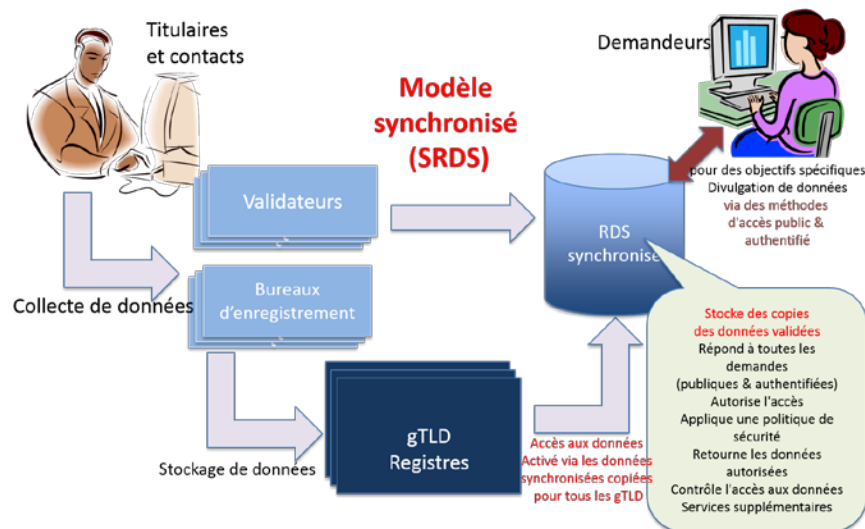 Titulaires
et contacts
Demandeurs
Modèle
synchronisé
(SRDS)
pour des objectifs spécifiques
Divulgation de données
via des méthodes
d'accès public &
authentifié
Validateurs
RDS
synchronisé
Collecte de données
Bureaux
d'enregistrement
Stocke des copies
des données validées
Répond à toutes les
demandes
(publiques & authentifiées)
Autorise l'accès
Applique une politique de
sécurité
Retourne les données
autorisées
Contrôle l'accès aux données
Services supplémentaires
gTLD
Registres
Stockage de données
Accès aux données
Activé via les données
synchronisées copiées
pour tous les gTLD